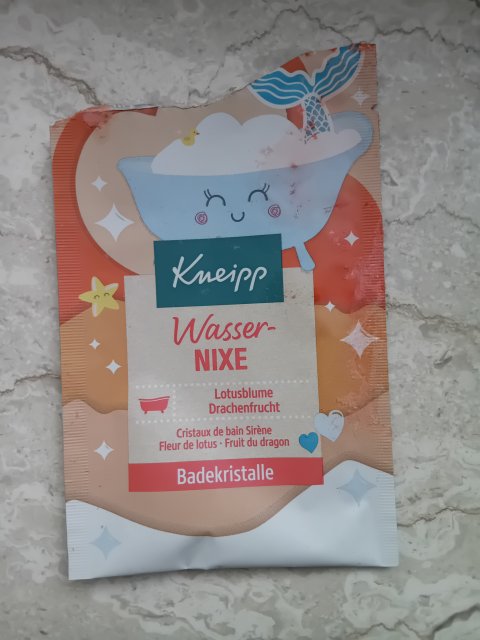 Kneipp
Wasser-
NIXE
Lotusblume
Drachenfrucht
Cristaux de bain Sirène
Fleur de lotus · Fruit du dragon
Badekristalle